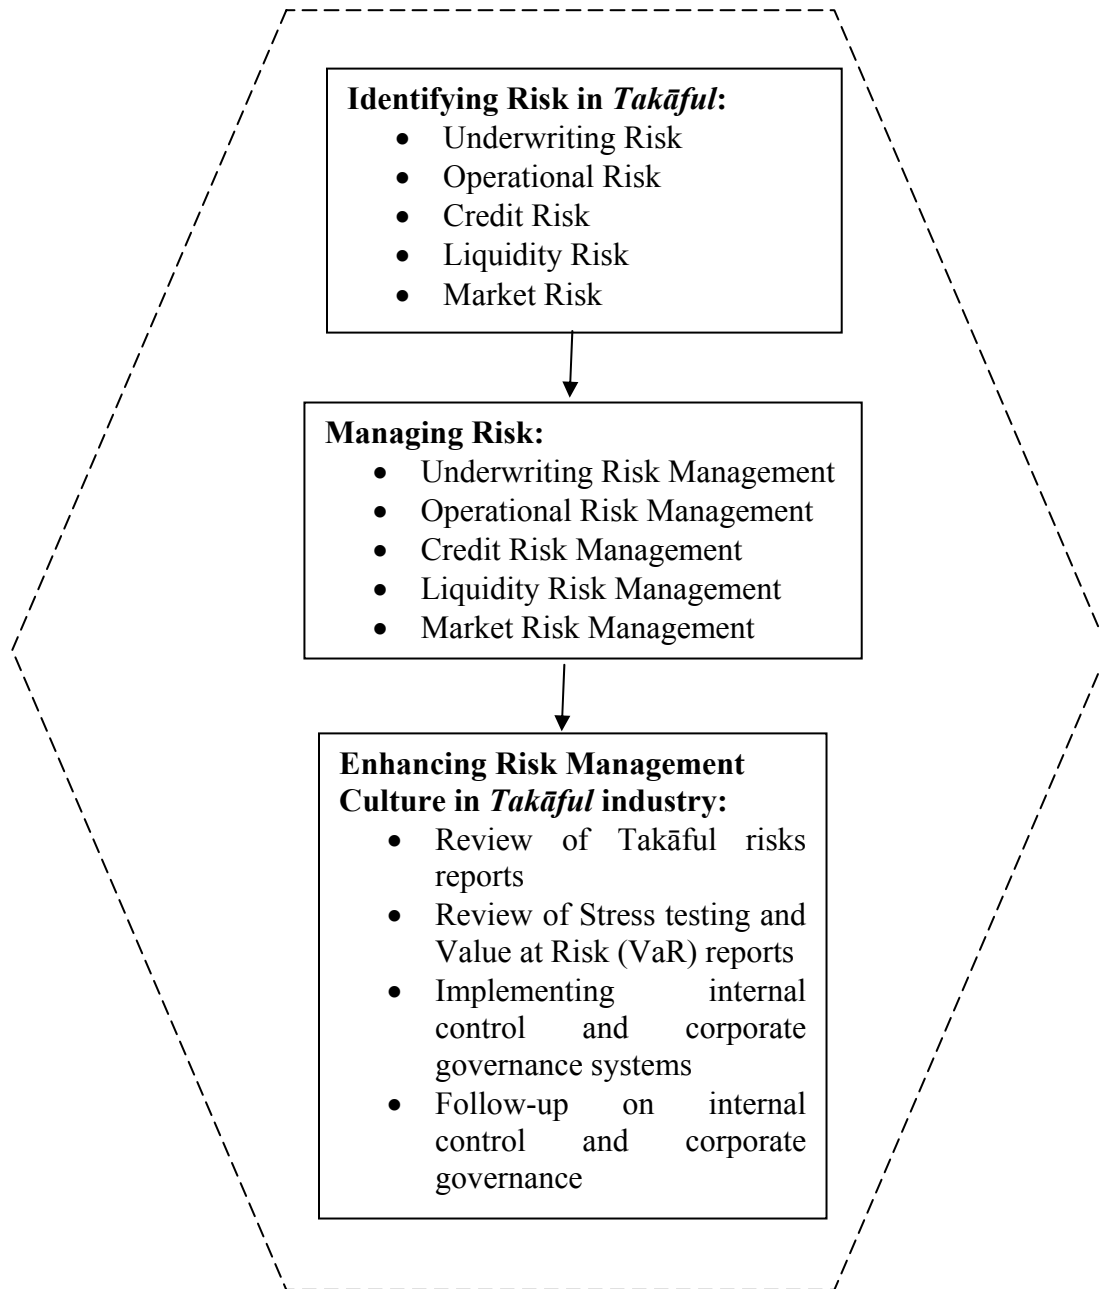 Identifying Risk in Takāful:
• Underwriting Risk
• Operational Risk
• Credit Risk
• Liquidity Risk
• Market Risk
Managing Risk:
• Underwriting Risk Management
• Operational Risk Management
• Credit Risk Management
• Liquidity Risk Management
• Market Risk Management
Enhancing Risk Management
Culture in Takāful industry:
• Review of Takāful risks
reports
• Review of Stress testing and
Value at Risk (VaR) reports
• Implementing internal
control and corporate
governance systems
• Follow-up on internal
control and corporate
governance